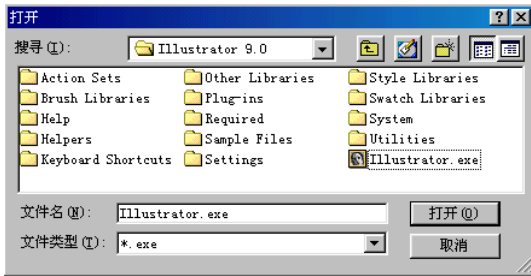 打开
搜寻(I): Illustrator 9.0
Action Sets Other Libraries Style Libraries
Brush Libraries Plug-ins Swatch Libraries
Help Required System
Helpers Sample Files Utilities
Keyboard Shortcuts Settings Illustrator.exe
文件名(N): Illustrator.exe 打开(O)
文件类型(T): *.exe 取消